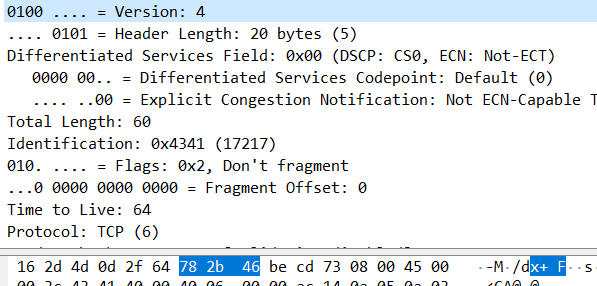 0100 .... = Version: 4
.... 0101 = Header Length: 20 bytes (5)
Differentiated Services Field: 0x00 (DSCP: CS0, ECN: Not-ECT)
0000 00.. = Differentiated Services Codepoint: Default (0)
.... ..00 = Explicit Congestion Notification: Not ECN-Capable T
Total Length: 60
Identification: 0x4341 (17217)
010. .... = Flags: 0x2, Don't fragment
...0 0000 0000 0000 = Fragment Offset: 0
Time to Live: 64
Protocol: TCP (6)
16 2d 4d 0d 2f 64 78 2b 46 be cd 73 08 00 45 00 ·-M·/dx+ F··s·